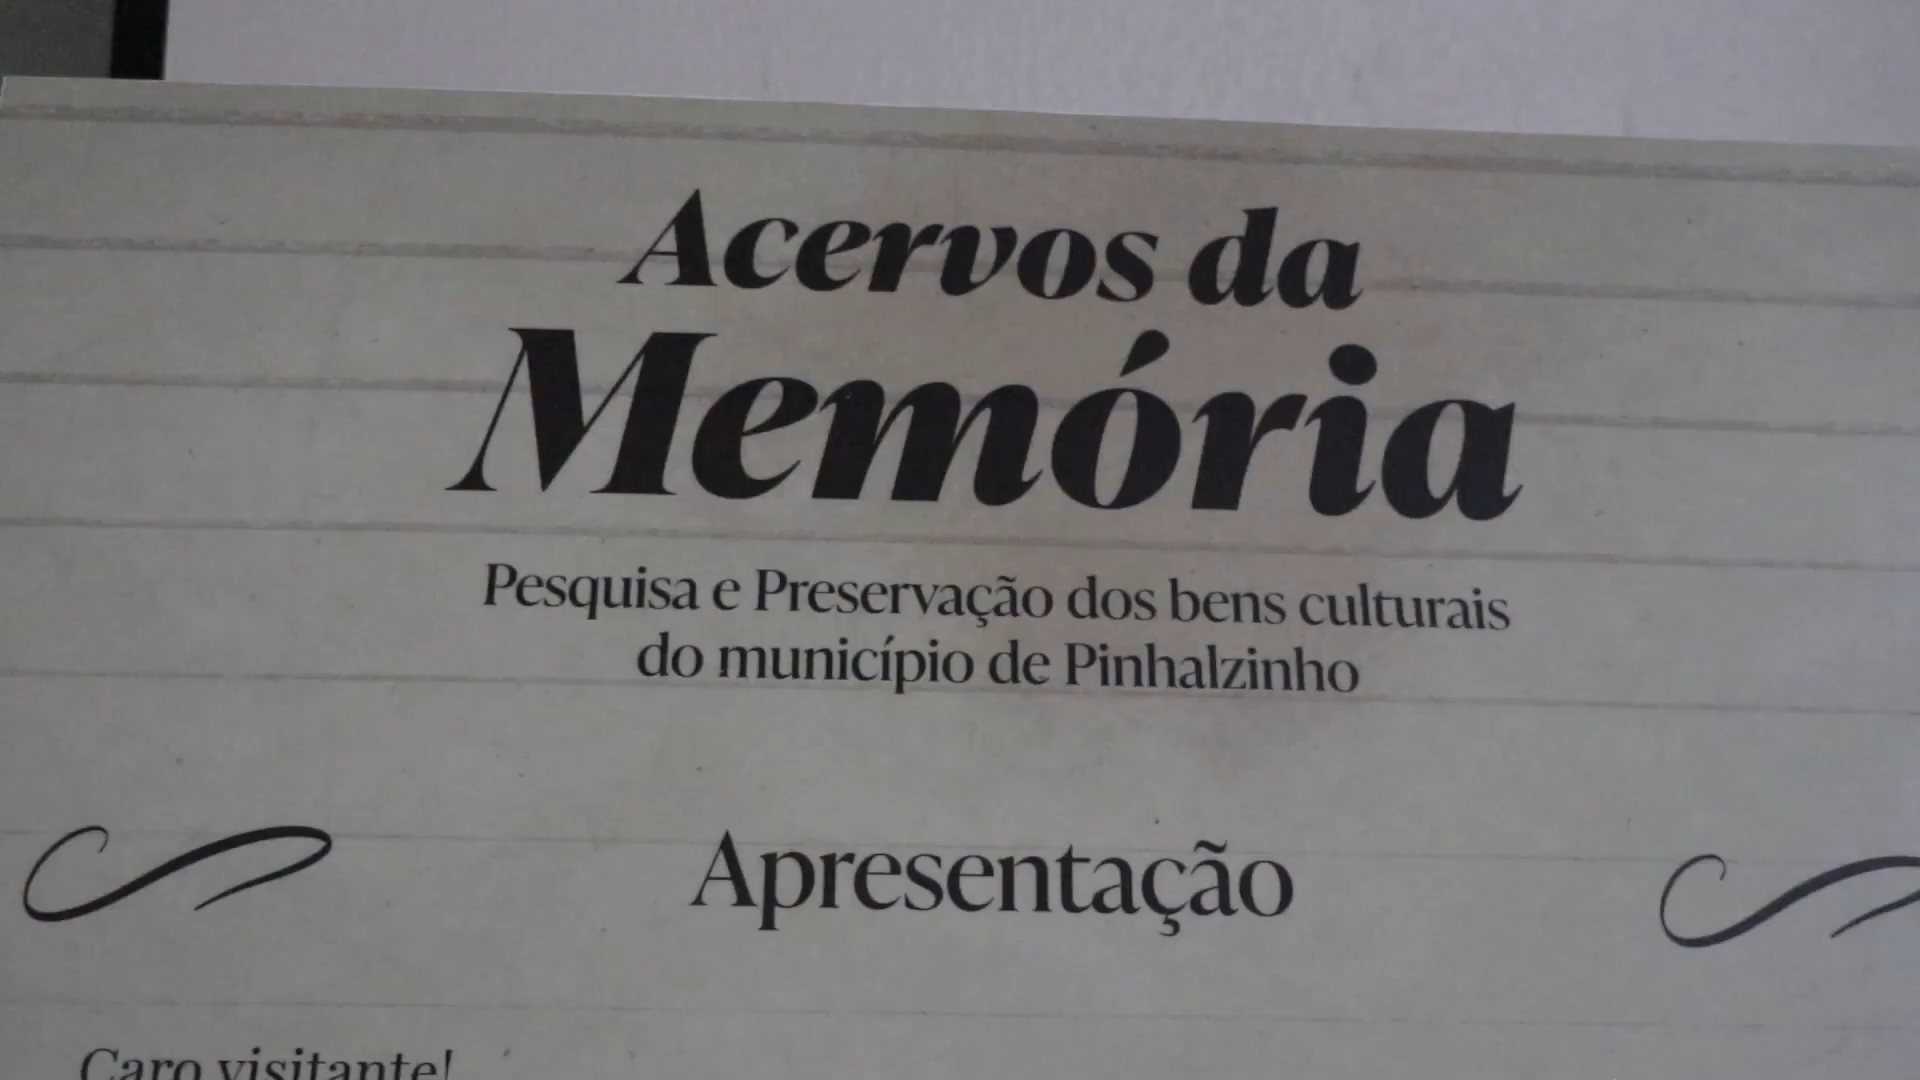 Acervos da
Memória
Pesquisa e Preservação dos bens culturais
do município de Pinhalzinho
Apresentação
Caro visitante!